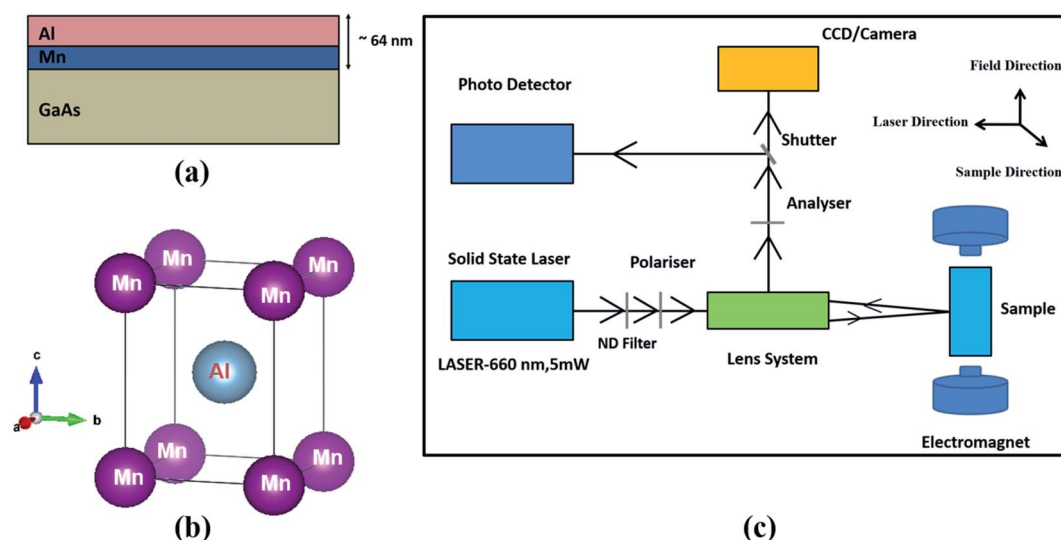 Al
~ 64 nm
Mn
GaAs
(a)
Mn
Mn
Mn
Mn
Al
Mn
Mn
Mn
Mn
c
a
b
(b)
CCD/Camera
Photo Detector
Field Direction
Laser Direction
Shutter
Sample Direction
Analyser
Solid State Laser
Polariser
Sample
ND Filter
LASER-660 nm,5mW
Lens System
Electromagnet
(c)